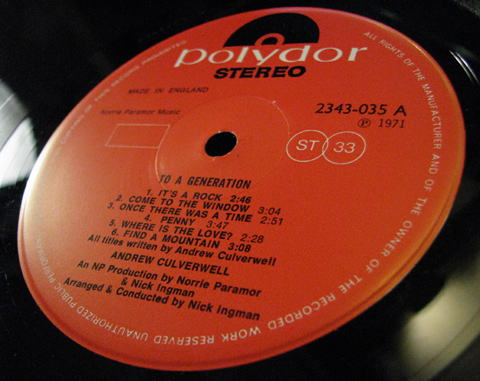 polydor
STEREO
MADE IN ENGLAND
Norrie Paramor Music
2343-035 A
Ⓟ 1971
ST 33
TO A GENERATION
1. IT'S A ROCK 2:46
2. COME TO THE WINDOW 3:04
3. ONCE THERE WAS A TIME 2:51
4. PENNY 3:47
5. WHERE IS THE LOVE? 2:28
6. FIND A MOUNTAIN 3:08
All titles written by Andrew Culverwell
ANDREW CULVERWELL
An NP Production by Norrie Paramor
& Nick Ingman
Arranged & Conducted by Nick Ingman
ALL RIGHTS OF THE MANUFACTURER AND OF THE OWNER OF THE RECORDED WORK RESERVED UNAUTHORIZED PUBLIC PERFORMANCE
OF THIS RECORD PROHIBITED